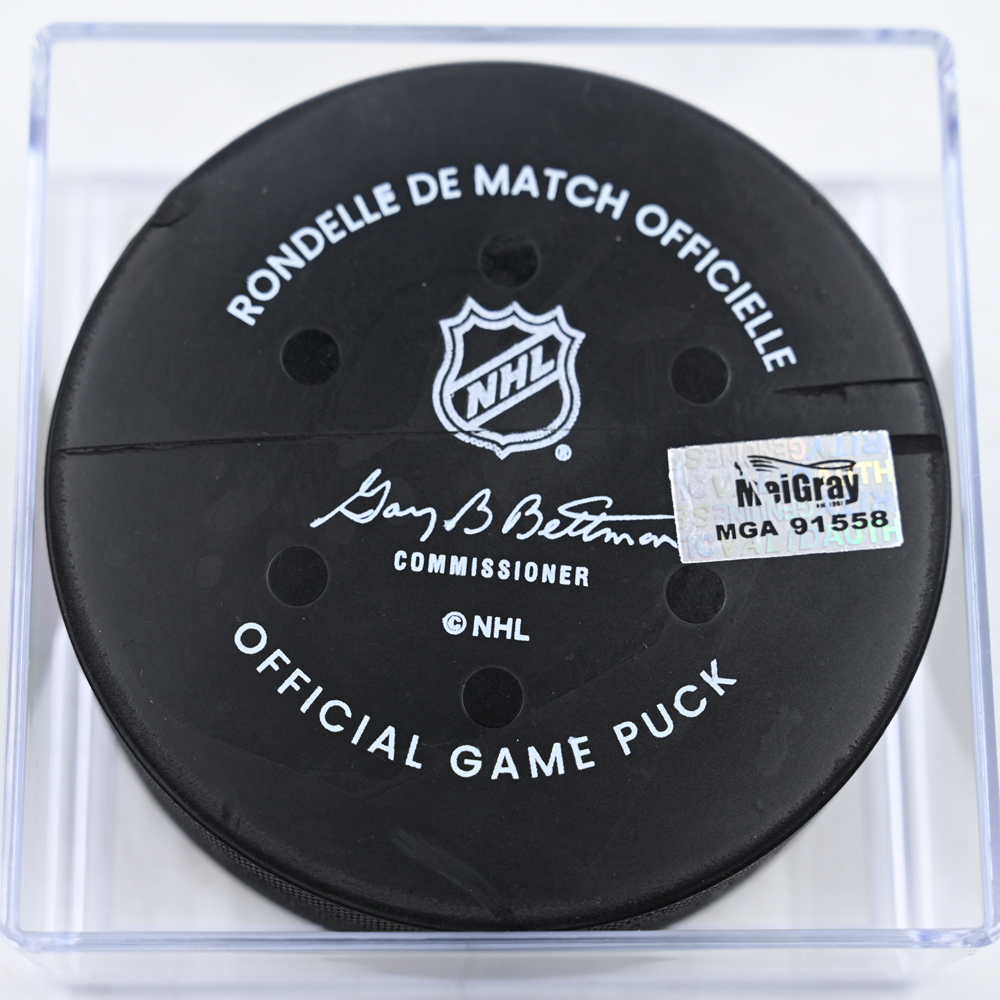 RONDELLE DE MATCH OFFICIELLE
NHL
®
Gary B Bettman
COMMISSIONER
© NHL
OFFICIAL GAME PUCK
MeiGray
MGA 91558